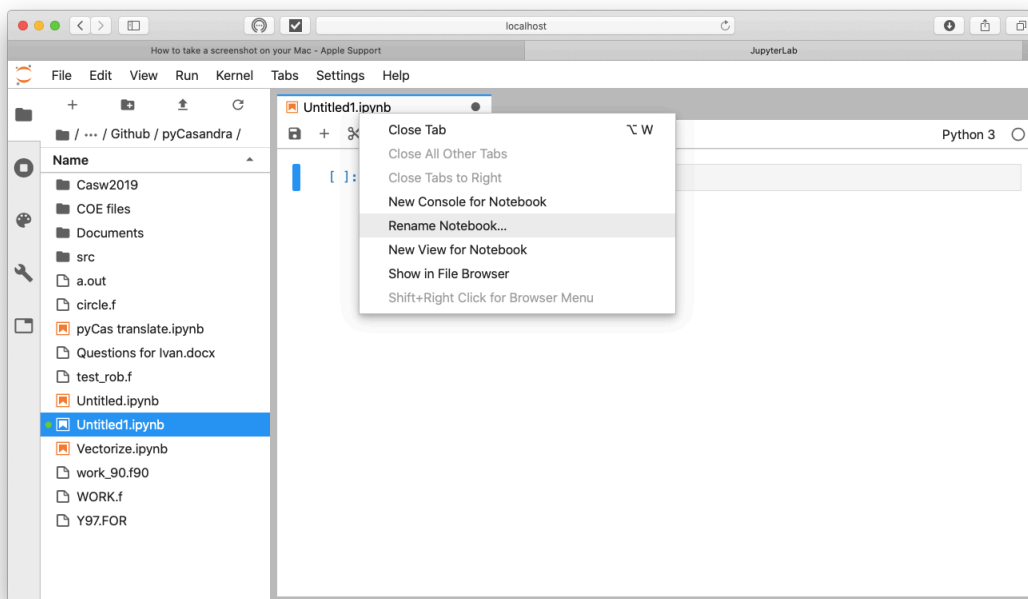 localhost
How to take a screenshot on your Mac - Apple Support
JupyterLab
File Edit View Run Kernel Tabs Settings Help
Untitled1.ipynb
/ ··· / Github / pyCasandra /
Python 3
Name
Casw2019
COE files
Documents
src
a.out
circle.f
pyCas translate.ipynb
Questions for Ivan.docx
test_rob.f
Untitled.ipynb
Untitled1.ipynb
Vectorize.ipynb
work_90.f90
WORK.f
Y97.FOR
[ ]:
Close Tab ⌥ W
Close All Other Tabs
Close Tabs to Right
New Console for Notebook
Rename Notebook...
New View for Notebook
Show in File Browser
Shift+Right Click for Browser Menu